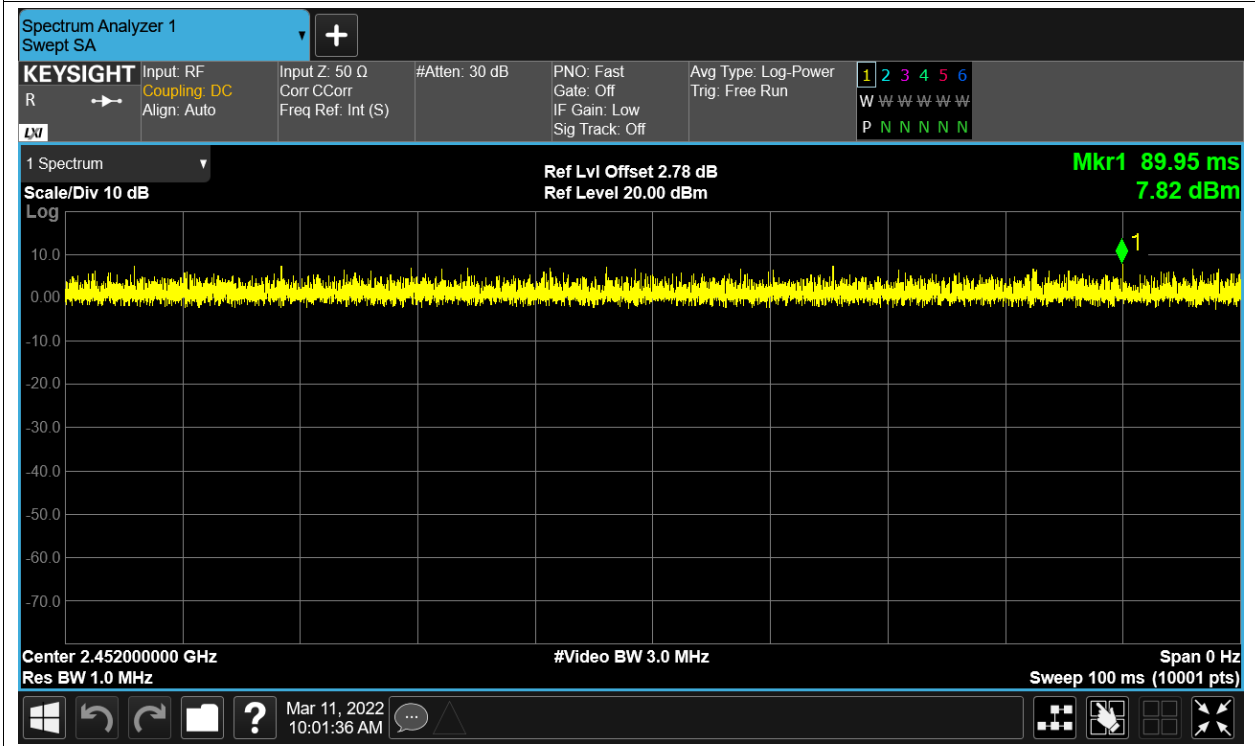 Spectrum Analyzer 1
Swept SA
+
KEYSIGHT Input: RF Input Z: 50 Ω #Atten: 30 dB PNO: Fast Avg Type: Log-Power 1 2 3 4 5 6
R Coupling: DC Corr CCorr Gate: Off Trig: Free Run W W W W W W
Align: Auto Freq Ref: Int (S) IF Gain: Low
LXI Sig Track: Off P N N N N N
1 Spectrum Ref Lvl Offset 2.78 dB Mkr1 89.95 ms
Scale/Div 10 dB Ref Level 20.00 dBm 7.82 dBm
Log
1
10.0
0.00
-10.0
-20.0
-30.0
-40.0
-50.0
-60.0
-70.0
Center 2.452000000 GHz #Video BW 3.0 MHz Span 0 Hz
Res BW 1.0 MHz Sweep 100 ms (10001 pts)
? Mar 11, 2022
10:01:36 AM